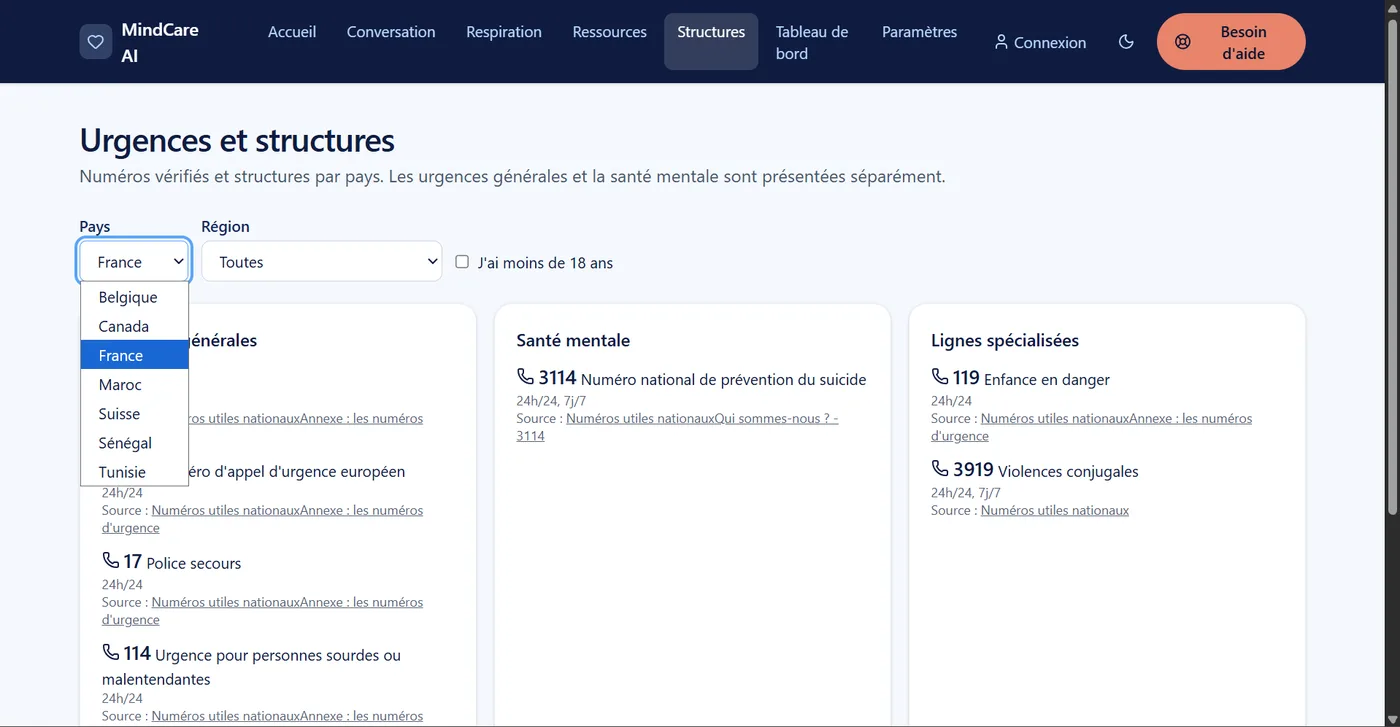 MindCare
AI
Accueil
Conversation
Respiration
Ressources
Structures
Tableau de
bord
Paramètres
Connexion
Besoin
d'aide
Urgences et structures
Numéros vérifiés et structures par pays. Les urgences générales et la santé mentale sont présentées séparément.
Pays
Région
France
Toutes
J'ai moins de 18 ans
Belgique
Canada
France
Maroc
Suisse
Sénégal
Tunisie
énérales
ros utiles nationauxAnnexe : les numéros
éro d'appel d'urgence européen
24h/24
Source : Numéros utiles nationauxAnnexe : les numéros
d'urgence
17 Police secours
24h/24
Source : Numéros utiles nationauxAnnexe : les numéros
d'urgence
114 Urgence pour personnes sourdes ou
malentendantes
24h/24
Source : Numéros utiles nationauxAnnexe : les numéros
Santé mentale
3114 Numéro national de prévention du suicide
24h/24, 7j/7
Source : Numéros utiles nationauxQui sommes-nous ? -
3114
Lignes spécialisées
119 Enfance en danger
24h/24
Source : Numéros utiles nationauxAnnexe : les numéros
d'urgence
3919 Violences conjugales
24h/24, 7j/7
Source : Numéros utiles nationaux